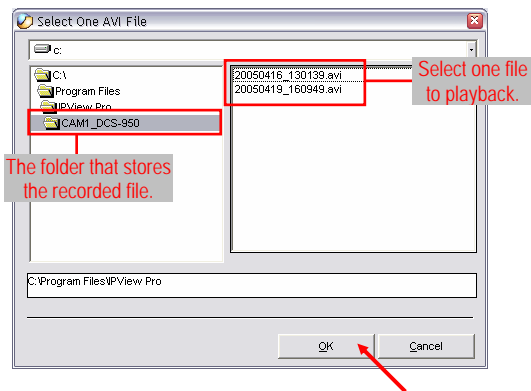 Select One AVI File
c:
C:\
Program Files
IPView Pro
CAM1_DCS-950
20050416_130139.avi
20050419_160949.avi
Select one file
to playback.
The folder that stores
the recorded file.
C:\Program Files\IPView Pro
OK
Cancel